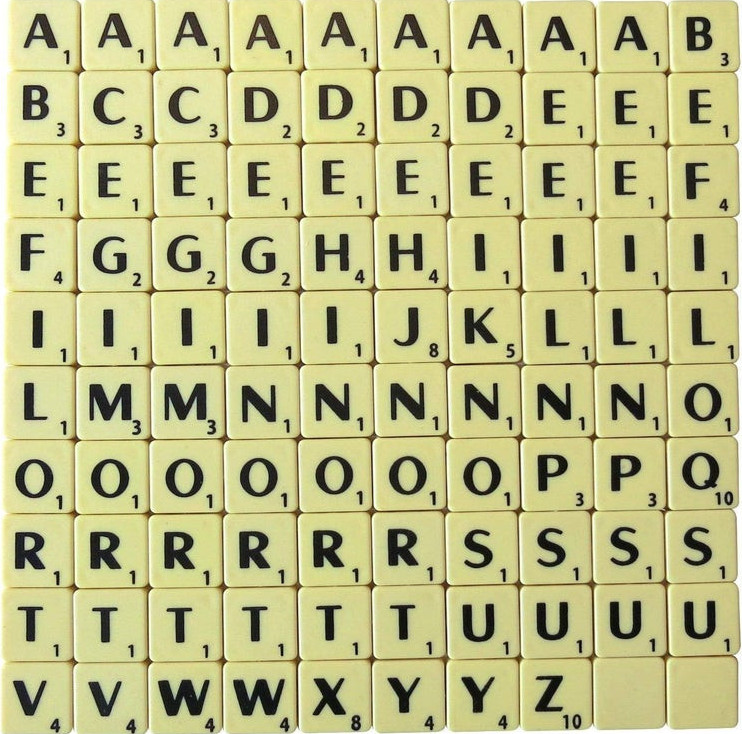 A1 A1 A1 A1 A1 A1 A1 A1 A1 B3
B3 C3 C3 D2 D2 D2 D2 E1 E1 E1
E1 E1 E1 E1 E1 E1 E1 E1 E1 F4
F4 G2 G2 G2 H4 H4 I1 I1 I1 I1
I1 I1 I1 I1 I1 J8 K5 L1 L1 L1
L1 M3 M3 N1 N1 N1 N1 N1 N1 O1
O1 O1 O1 O1 O1 O1 O1 P3 P3 Q10
R1 R1 R1 R1 R1 R1 S1 S1 S1 S1
T1 T1 T1 T1 T1 T1 U1 U1 U1 U1
V4 V4 W4 W4 X8 Y4 Y4 Z10